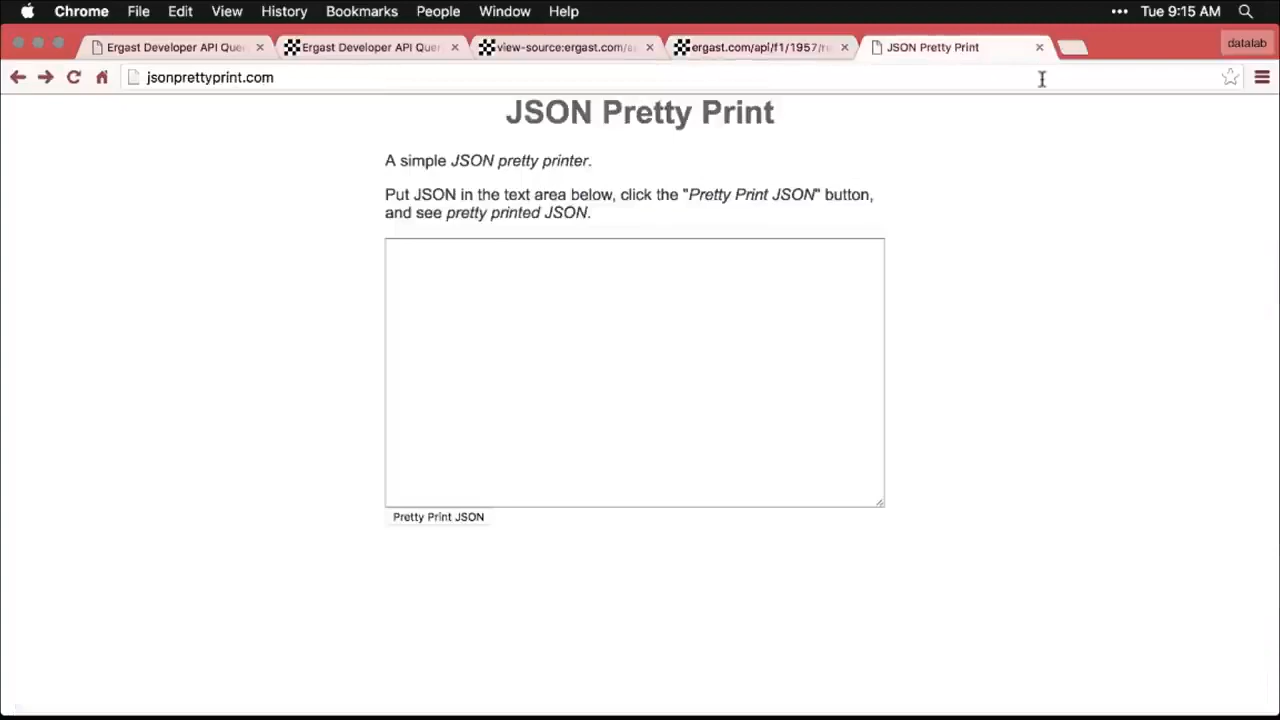 Chrome File Edit View History Bookmarks People Window Help ••• Tue 9:15 AM
Ergast Developer API Que Ergast Developer API Que view-source:ergast.com/a ergast.com/api/f1/1957/re JSON Pretty Print datalab
jsonprettyprint.com
JSON Pretty Print
A simple JSON pretty printer.
Put JSON in the text area below, click the "Pretty Print JSON" button,
and see pretty printed JSON.
Pretty Print JSON